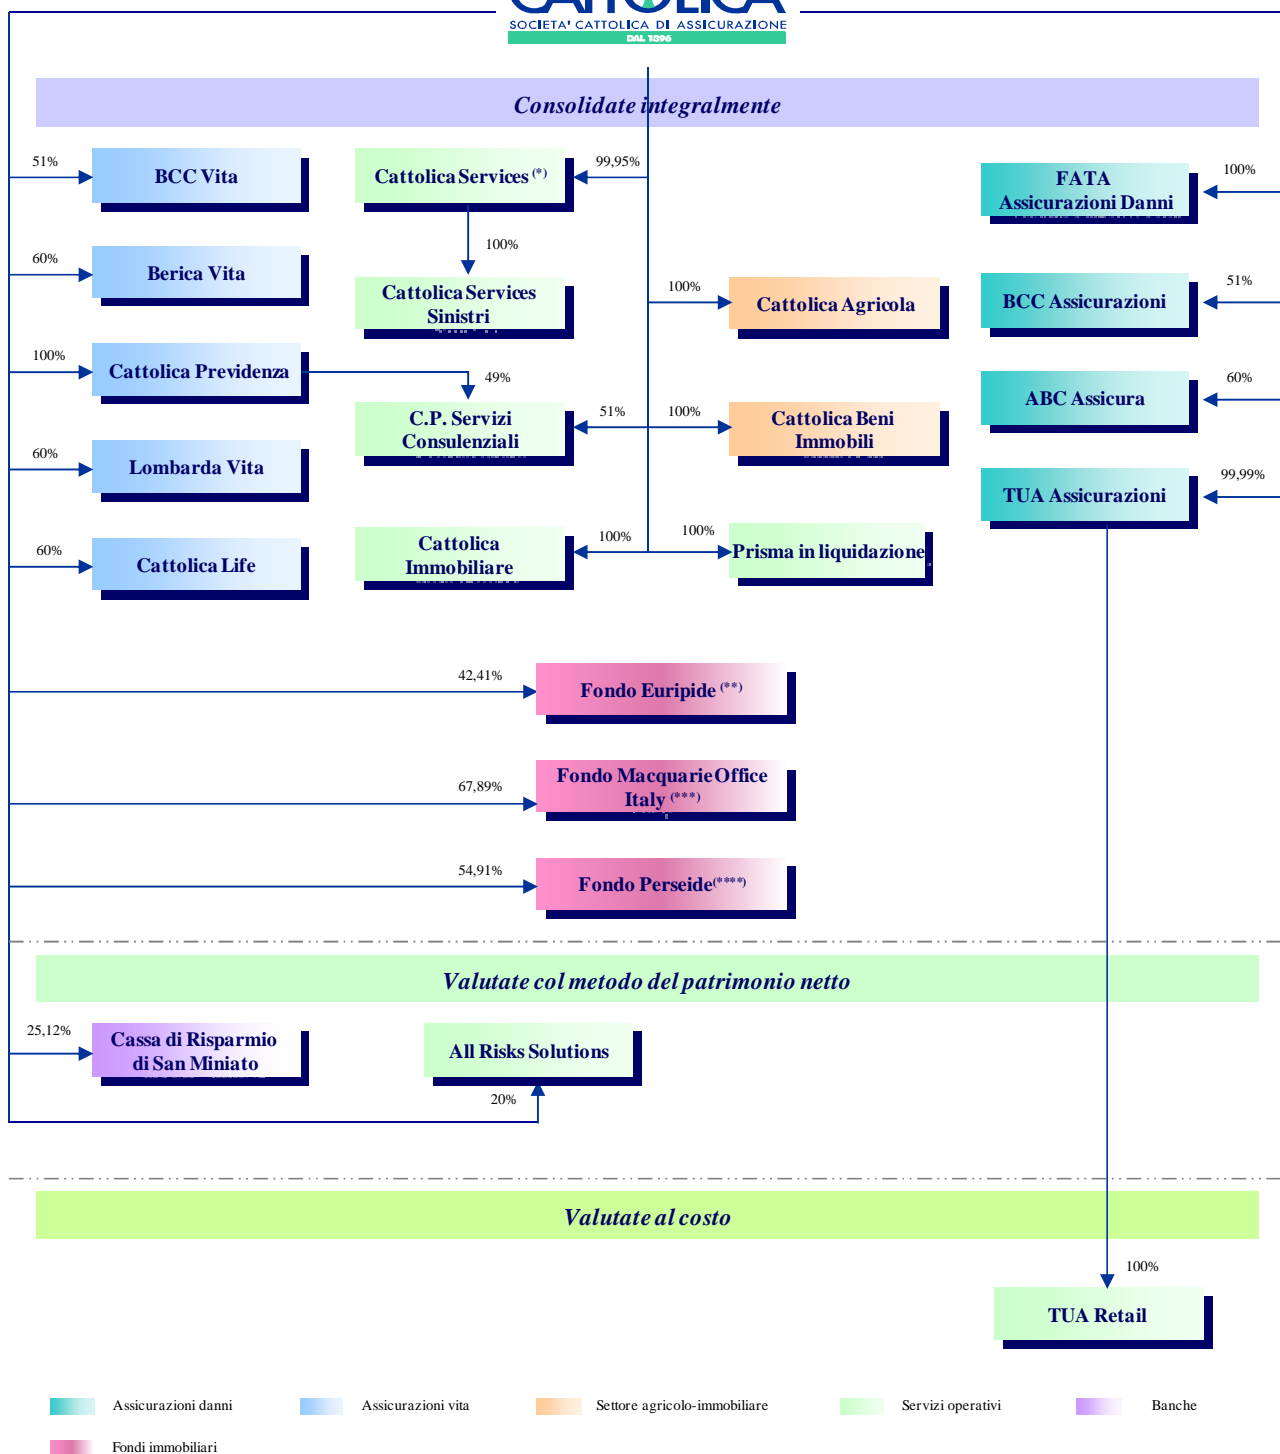 CATTOLICA
SOCIETA' CATTOLICA DI ASSICURAZIONE
DAL 1896
Consolidate integralmente
51%
BCC Vita
Cattolica Services (*)
99,95%
FATA
Assicurazioni Danni
100%
60%
Berica Vita
100%
Cattolica Services
Sinistri
100%
Cattolica Agricola
BCC Assicurazioni
51%
100%
Cattolica Previdenza
49%
C.P. Servizi
Consulenziali
51%
100%
Cattolica Beni
Immobili
ABC Assicura
60%
60%
Lombarda Vita
TUA Assicurazioni
99,99%
60%
Cattolica Life
Cattolica
Immobiliare
100%
100%
Prisma in liquidazione
42,41%
Fondo Euripide (**)
67,89%
Fondo Macquarie Office
Italy (***)
54,91%
Fondo Perseide(****)
Valutate col metodo del patrimonio netto
25,12%
Cassa di Risparmio
di San Miniato
All Risks Solutions
20%
Valutate al costo
100%
TUA Retail
Assicurazioni danni
Assicurazioni vita
Settore agricolo-immobiliare
Servizi operativi
Banche
Fondi immobiliari